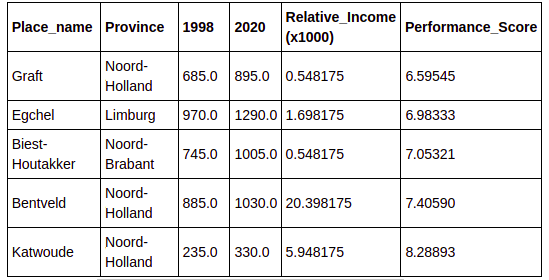 Place_name Province 1998 2020 Relative_Income (x1000) Performance_Score
Graft Noord-Holland 685.0 895.0 0.548175 6.59545
Egchel Limburg 970.0 1290.0 1.698175 6.98333
Biest-Houtakker Noord-Brabant 745.0 1005.0 0.548175 7.05321
Bentveld Noord-Holland 885.0 1030.0 20.398175 7.40590
Katwoude Noord-Holland 235.0 330.0 5.948175 8.28893